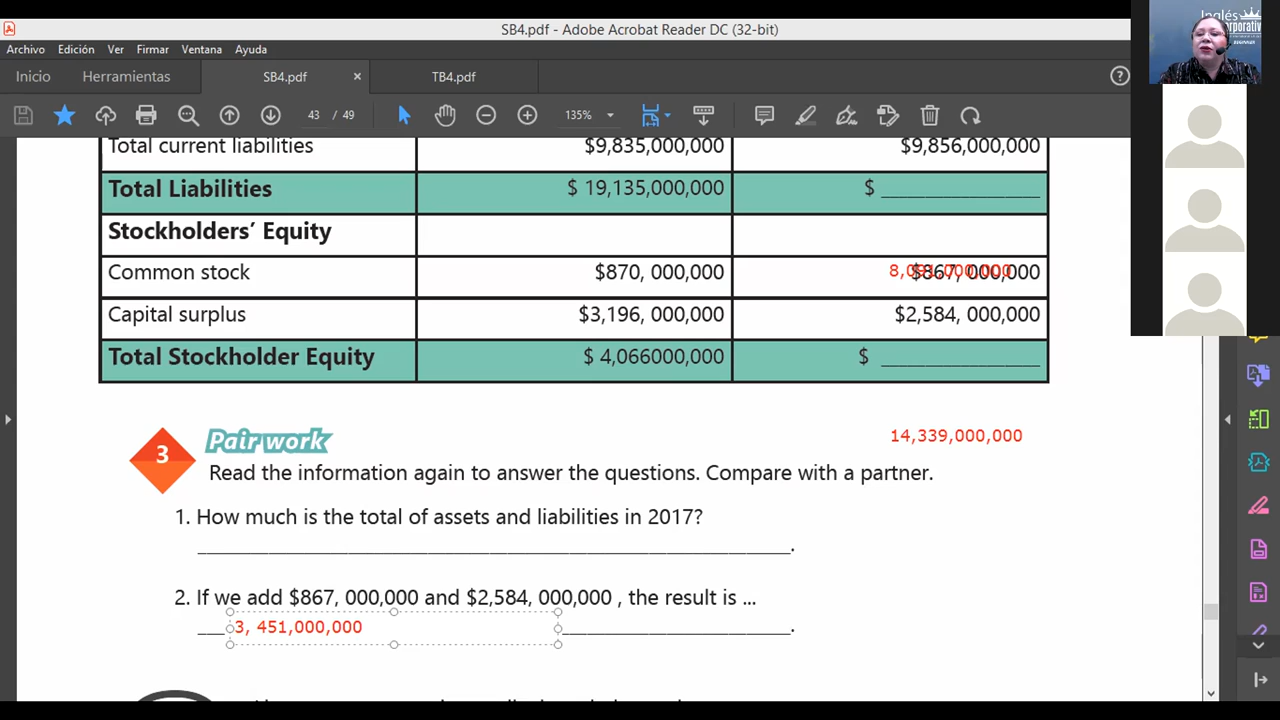 SB4.pdf - Adobe Acrobat Reader DC (32-bit)
Archivo Edición Ver Firmar Ventana Ayuda
Inicio Herramientas SB4.pdf × TB4.pdf
43 / 49 135%
Inglés
Total current liabilities $9,835,000,000 $9,856,000,000
Total Liabilities $ 19,135,000,000 $ ________________
Stockholders' Equity
Common stock $870, 000,000 $867, 000,000
Capital surplus $3,196, 000,000 $2,584, 000,000
Total Stockholder Equity $ 4,066000,000 $ ________________
14,339,000,000
3 Pair work
Read the information again to answer the questions. Compare with a partner.
1. How much is the total of assets and liabilities in 2017?
2. If we add $867, 000,000 and $2,584, 000,000 , the result is ...
3, 451,000,000